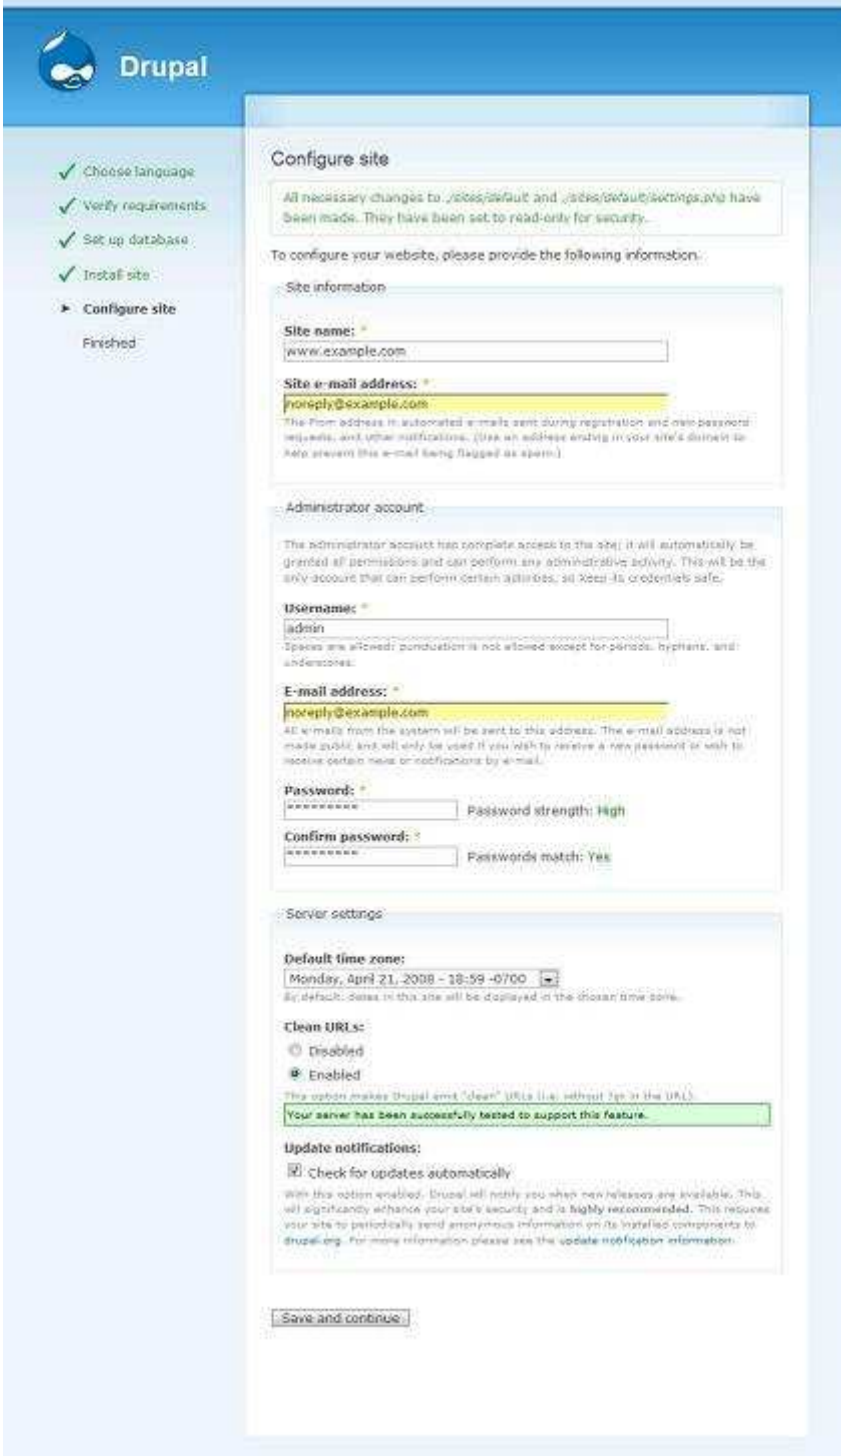 Drupal
Choose language
Verify requirements
Set up database
Install site
Configure site
Finished
Configure site
All necessary changes to ./sites/default and ./sites/default/settings.php have
been made. They have been set to read-only for security.
To configure your website, please provide the following information.
Site information
Site name: *
www.example.com
Site e-mail address: *
noreply@example.com
The From address in automated e-mails sent during registration and new password
requests, and other notifications. (Use an address ending in your site's domain to
help prevent this e-mail being flagged as spam.)
Administrator account
The administrator account has complete access to the site; it will automatically be
granted all permissions and can perform any administrative activity. This will be the
only account that can perform certain activities, so keep its credentials safe.
Username: *
admin
Spaces are allowed; punctuation is not allowed except for periods, hyphens, and
underscores.
E-mail address: *
noreply@example.com
All e-mails from the system will be sent to this address. The e-mail address is not
made public and will only be used if you wish to receive a new password or wish to
receive certain news or notifications by e-mail.
Password: *
*********
Password strength: High
Confirm password: *
*********
Passwords match: Yes
Server settings
Default time zone:
Monday, April 21, 2008 - 18:59 -0700
By default, dates in this site will be displayed in the chosen time zone.
Clean URLs:
Disabled
Enabled
This option makes Drupal emit "clean" URLs (i.e. without ?q= in the URL).
Your server has been successfully tested to support this feature.
Update notifications:
Check for updates automatically
With this option enabled, Drupal will notify you when new releases are available. This
will significantly enhance your site's security and is highly recommended. This requires
your site to periodically send anonymous information on its installed components to
drupal.org. For more information please see the update notification information.
Save and continue